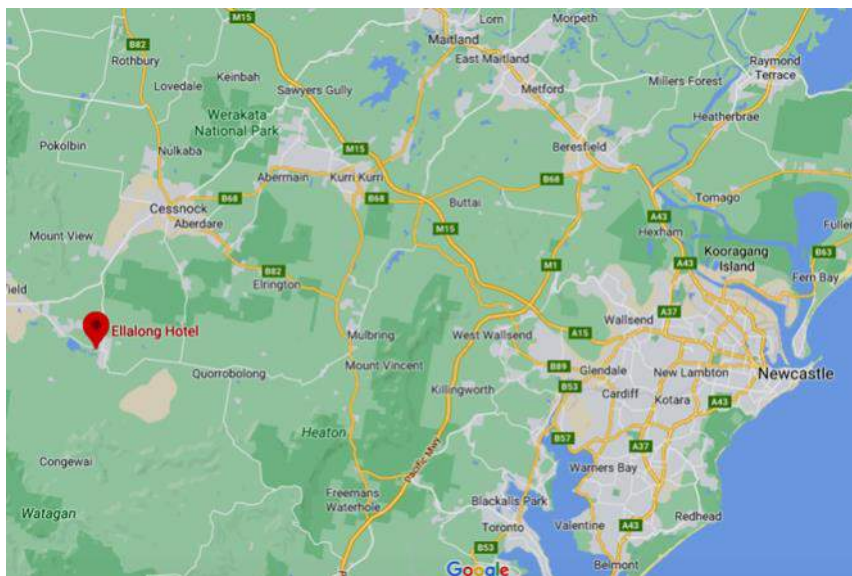 M15
Lorn
Morpeth
B82
Rothbury
Maitland
East Maitland
Raymond
Terrace
Lovedale
Keinbah
Sawyers Gully
Metford
Millers Forest
Heatherbrae
Werakata
National Park
Pokolbin
Nulkaba
M15
Beresfield
Abermain
Kurri Kurri
B68
Tomago
Cessnock
B68
B68
Buttai
A43
Aberdare
M15
Hexham
Fuller
Mount View
Kooragang
Island
B63
A43
Fern Bay
B82
M1
Elrington
field
Ellalong Hotel
Mulbring
West Wallsend
A15
Wallsend
A37
Mount Vincent
B89
Glendale
New Lambton
Newcastle
Quorrobolong
Killingworth
B53
Cardiff
Kotara
A43
Heaton
B57
A37
Congewai
Pacific Mwy
Warners Bay
Freemans
Waterhole
Blackalls Park
Watagan
Toronto
Valentine
A43
Redhead
B53
Belmont
Google